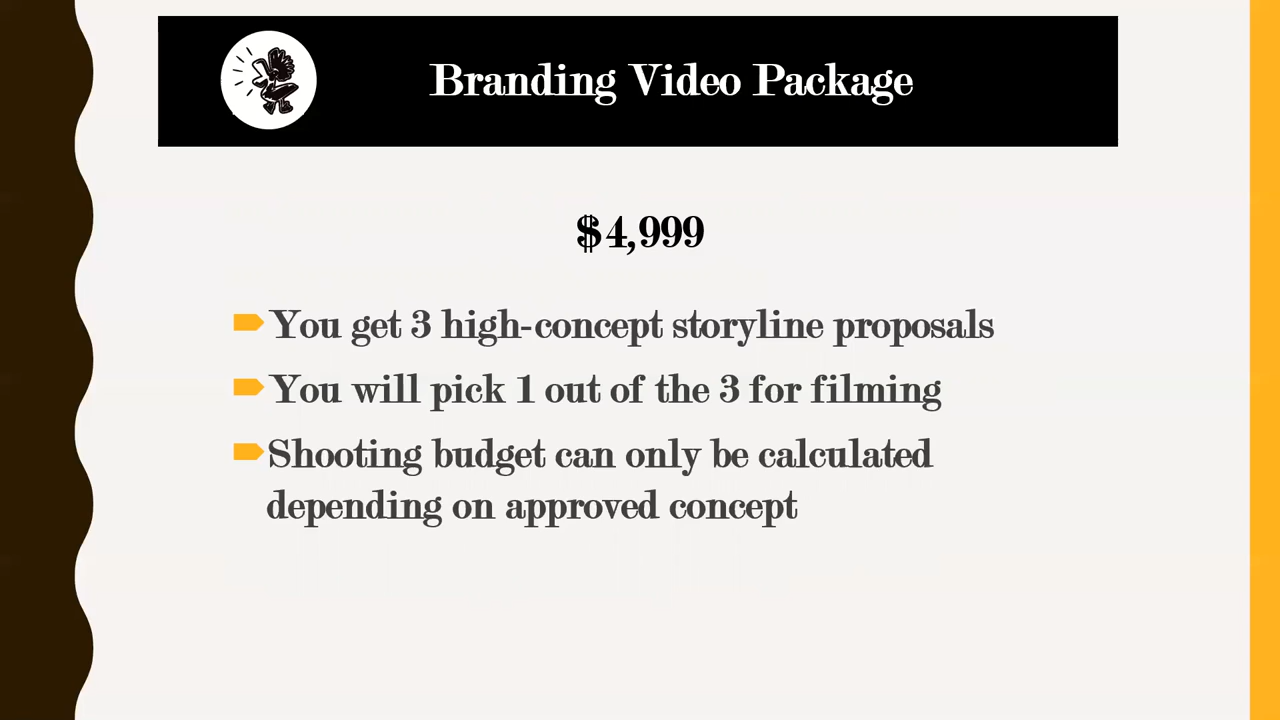 Branding Video Package
$4,999
You get 3 high-concept storyline proposals
You will pick 1 out of the 3 for filming
Shooting budget can only be calculated
depending on approved concept